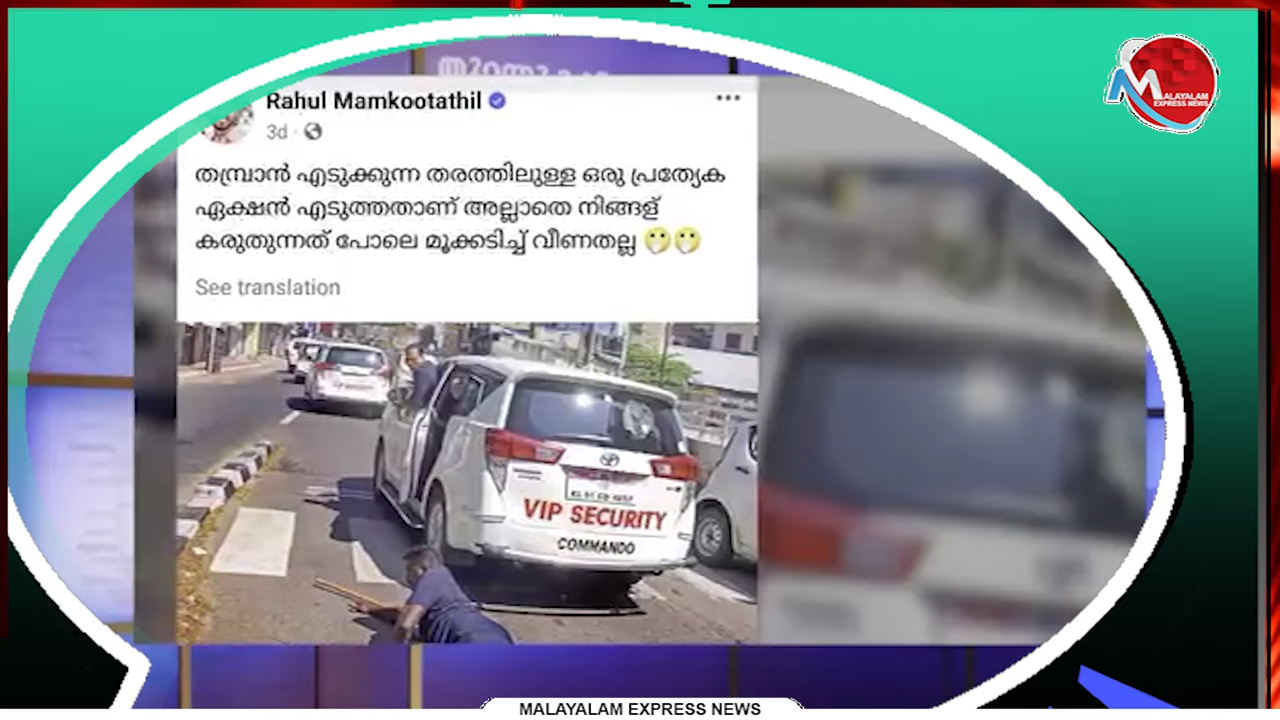 MALAYALAM
EXPRESS NEWS
Rahul Mamkootathil
3d
തമ്പ്രാൻ എടുക്കുന്ന തരത്തിലുള്ള ഒരു പ്രത്യേക
ഏക്ഷൻ എടുത്തതാണ് അല്ലാതെ നിങ്ങള്
കരുതുന്നത് പോലെ മൂക്കടിച്ച് വീണതല്ല 🤭🤭
See translation
VIP SECURITY
COMMANDO
MALAYALAM EXPRESS NEWS